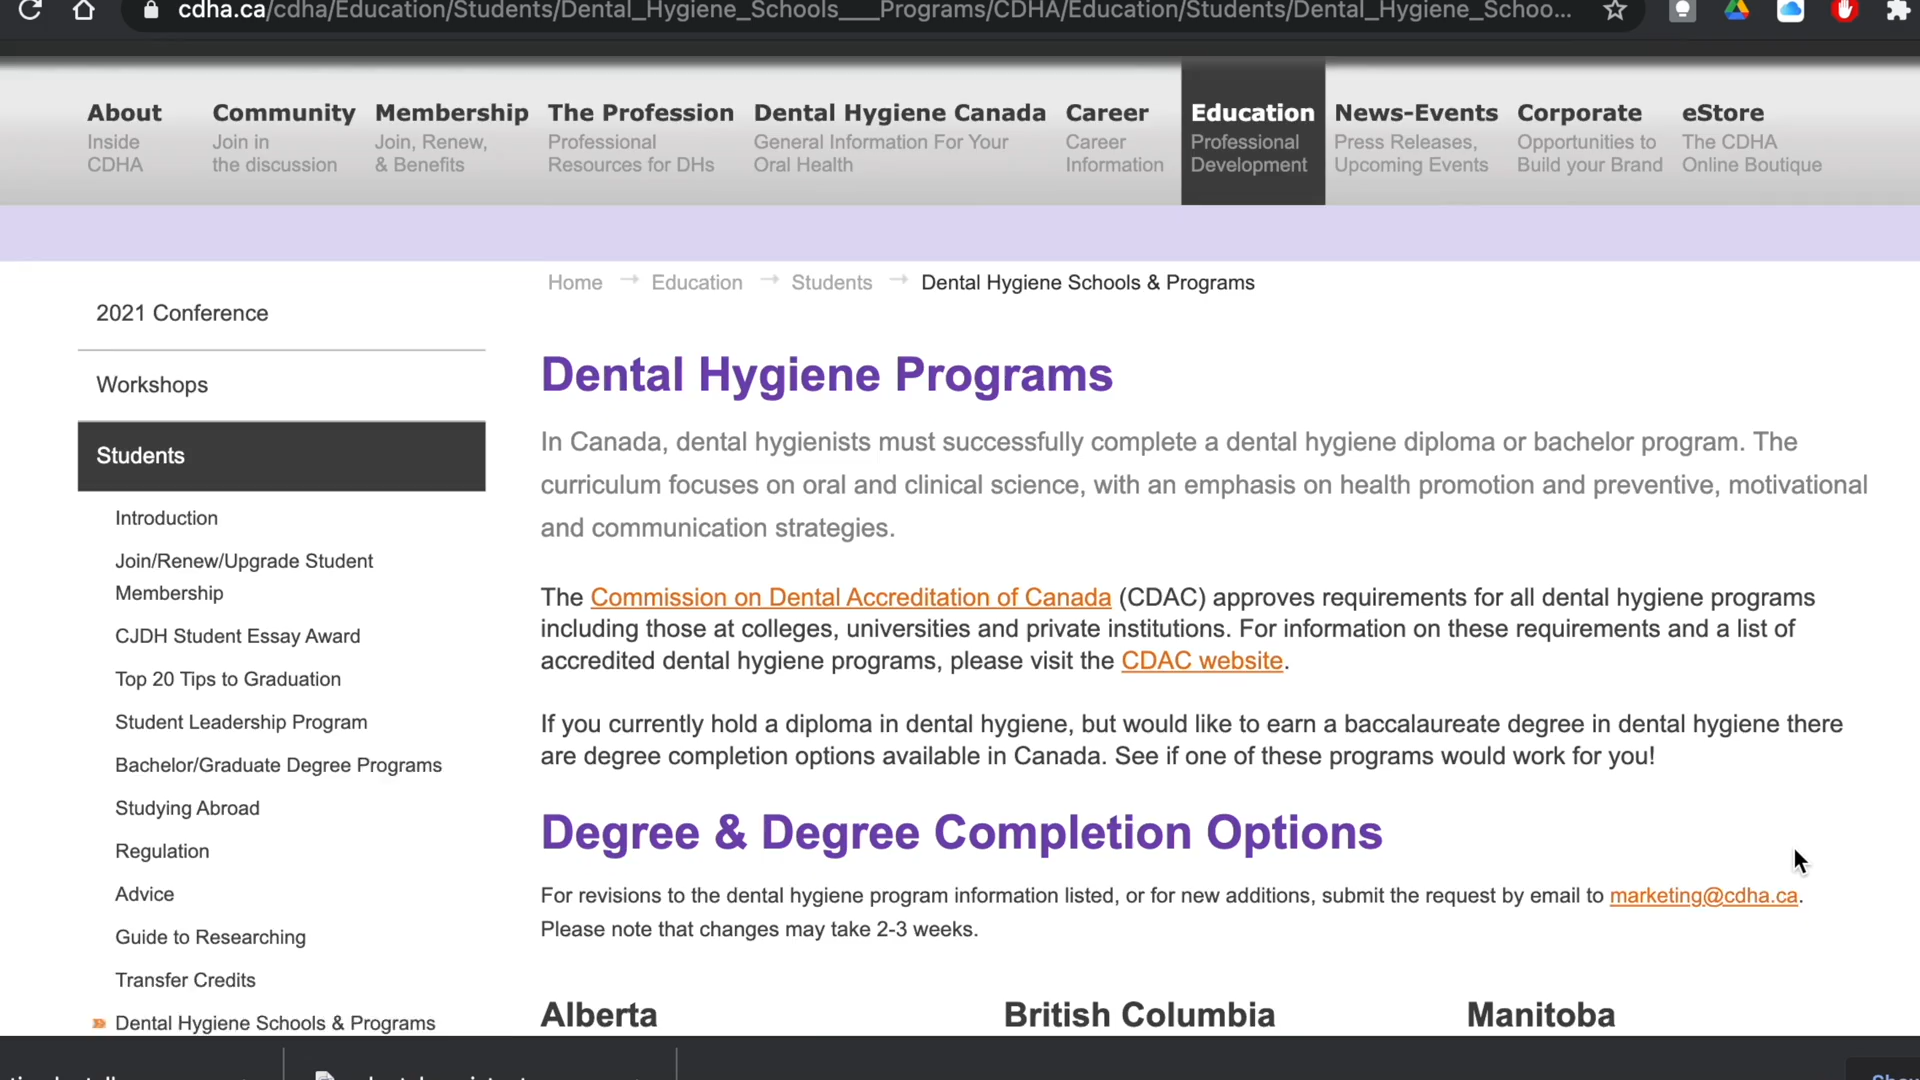 cdha.ca/cdha/Education/Students/Dental_Hygiene_Schools___Programs/CDHA/Education/Students/Dental_Hygiene_Schoo...
About Community Membership The Profession Dental Hygiene Canada Career Education News-Events Corporate eStore
Inside Join in Join, Renew, Professional General Information For Your Career Professional Press Releases, Opportunities to The CDHA
CDHA the discussion & Benefits Resources for DHs Oral Health Information Development Upcoming Events Build your Brand Online Boutique
Home → Education → Students → Dental Hygiene Schools & Programs
2021 Conference
Workshops
Students
Introduction
Join/Renew/Upgrade Student
Membership
CJDH Student Essay Award
Top 20 Tips to Graduation
Student Leadership Program
Bachelor/Graduate Degree Programs
Studying Abroad
Regulation
Advice
Guide to Researching
Transfer Credits
Dental Hygiene Schools & Programs
Dental Hygiene Programs
In Canada, dental hygienists must successfully complete a dental hygiene diploma or bachelor program. The
curriculum focuses on oral and clinical science, with an emphasis on health promotion and preventive, motivational
and communication strategies.
The Commission on Dental Accreditation of Canada (CDAC) approves requirements for all dental hygiene programs
including those at colleges, universities and private institutions. For information on these requirements and a list of
accredited dental hygiene programs, please visit the CDAC website.
If you currently hold a diploma in dental hygiene, but would like to earn a baccalaureate degree in dental hygiene there
are degree completion options available in Canada. See if one of these programs would work for you!
Degree & Degree Completion Options
For revisions to the dental hygiene program information listed, or for new additions, submit the request by email to marketing@cdha.ca.
Please note that changes may take 2-3 weeks.
Alberta British Columbia Manitoba